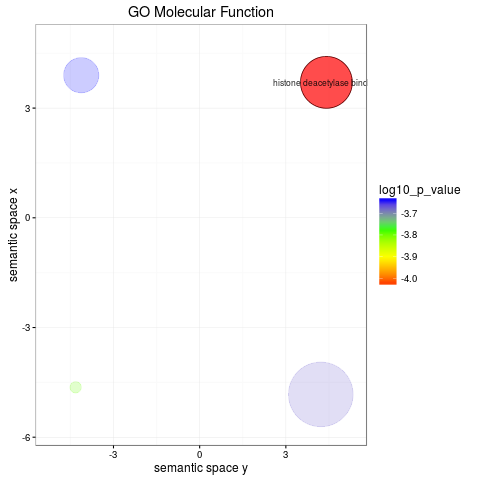 GO Molecular Function
histone deacetylase bind
semantic space x
3
0
-3
-6
-3
0
3
semantic space y
log10_p_value
-3.7
-3.8
-3.9
-4.0